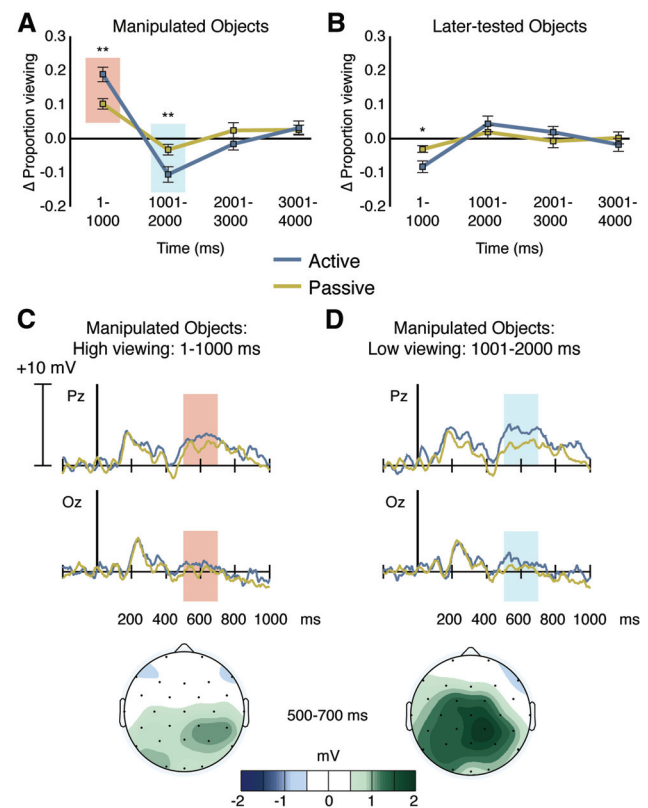 A
Manipulated Objects
B
Later-tested Objects
Δ Proportion viewing
0.3
0.2
0.1
0.0
-0.1
-0.2
**
**
1-
1000
1001-
2000
2001-
3000
3001-
4000
Time (ms)
Δ Proportion viewing
0.3
0.2
0.1
0.0
-0.1
-0.2
*
1-
1000
1001-
2000
2001-
3000
3001-
4000
Time (ms)
Active
Passive
C
Manipulated Objects:
High viewing: 1-1000 ms
D
Manipulated Objects:
Low viewing: 1001-2000 ms
+10 mV
Pz
Pz
Oz
Oz
200 400 600 800 1000 ms
200 400 600 800 1000 ms
500-700 ms
mV
-2 -1 0 1 2